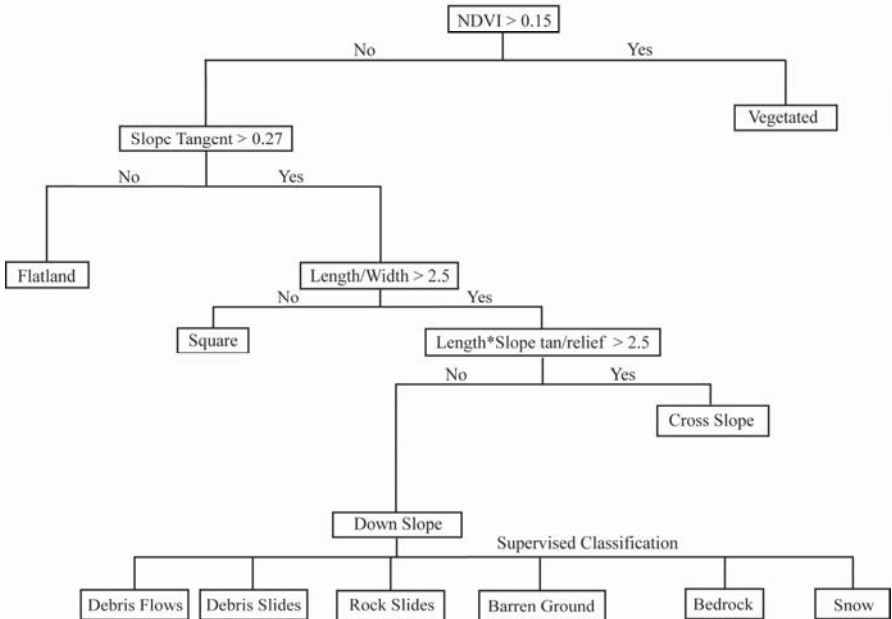 NDVI > 0.15
No
Yes
Vegetated
Slope Tangent > 0.27
No
Yes
Flatland
Length/Width > 2.5
No
Yes
Square
Length*Slope tan/relief > 2.5
No
Yes
Cross Slope
Down Slope
Supervised Classification
Debris Flows
Debris Slides
Rock Slides
Barren Ground
Bedrock
Snow